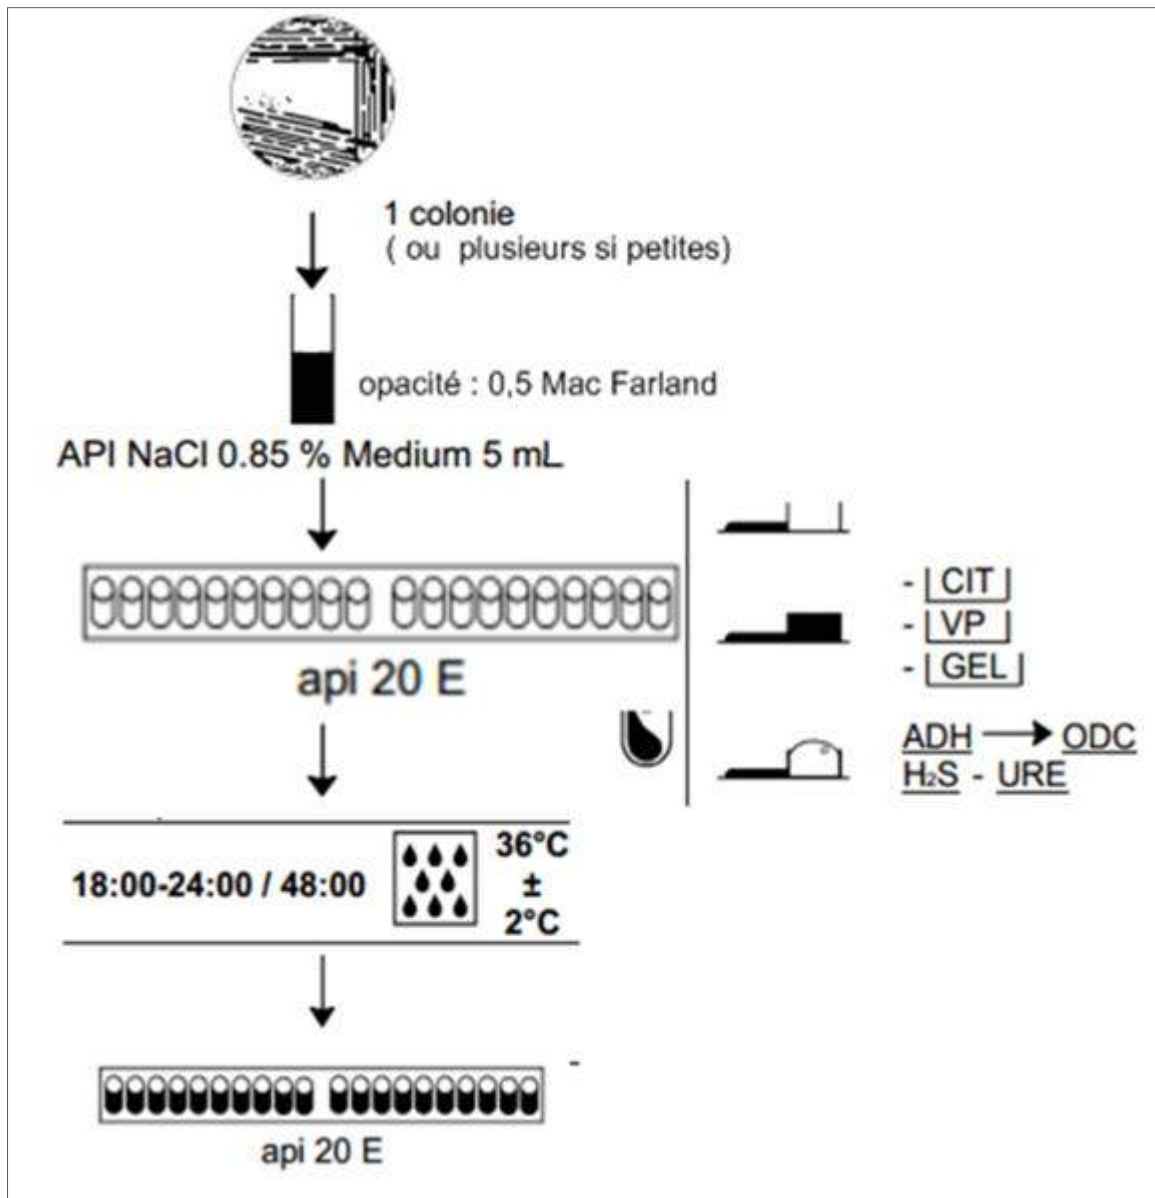 1 colonie
( ou plusieurs si petites)
opacité : 0,5 Mac Farland
API NaCl 0.85 % Medium 5 mL
- CIT
- VP
- GEL
api 20 E
ADH ODC
H₂S - URE
18:00-24:00 / 48:00
36°C
±
2°C
api 20 E